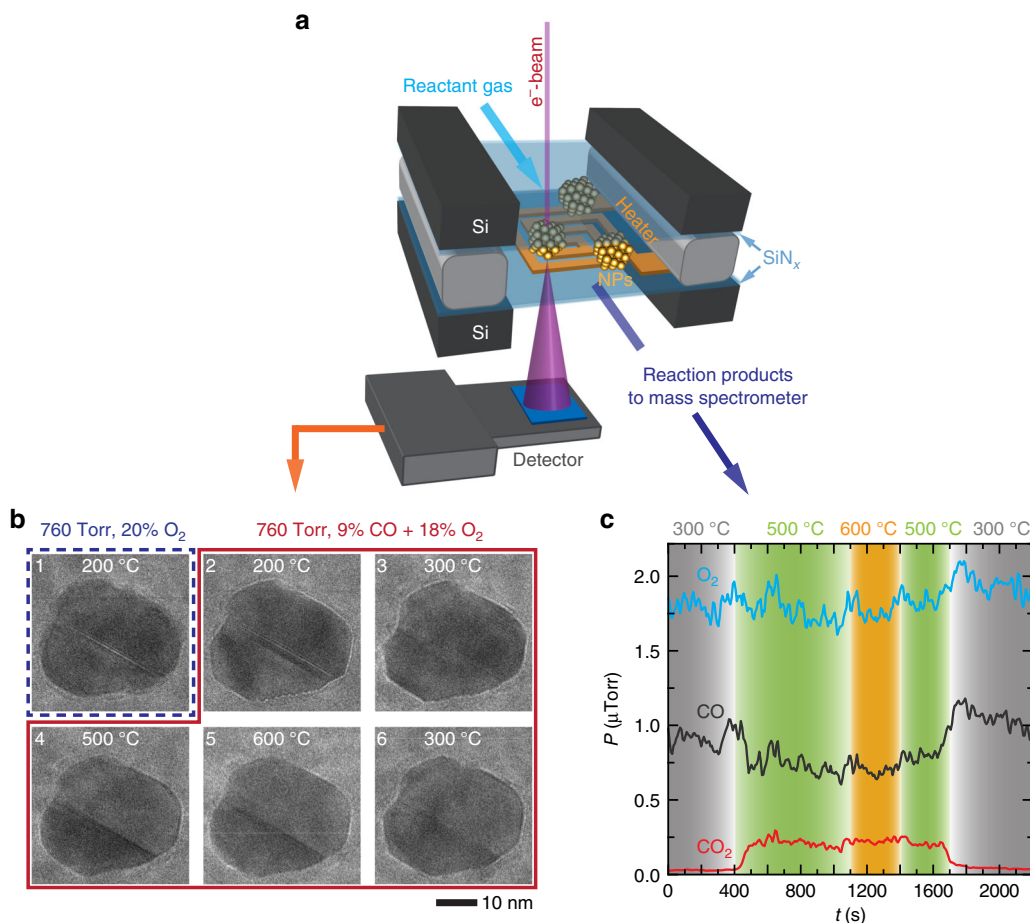 a
Reactant gas
e⁻-beam
Si
Heater
SiNₓ
NPs
Si
Reaction products
to mass spectrometer
Detector
b
760 Torr, 20% O₂
760 Torr, 9% CO + 18% O₂
1 200 °C
2 200 °C
3 300 °C
4 500 °C
5 600 °C
6 300 °C
10 nm
c
300 °C 500 °C 600 °C 500 °C 300 °C
O₂
CO
CO₂
P (μTorr)
2.0
1.5
1.0
0.5
0.0
0 400 800 1200 1600 2000
t (s)